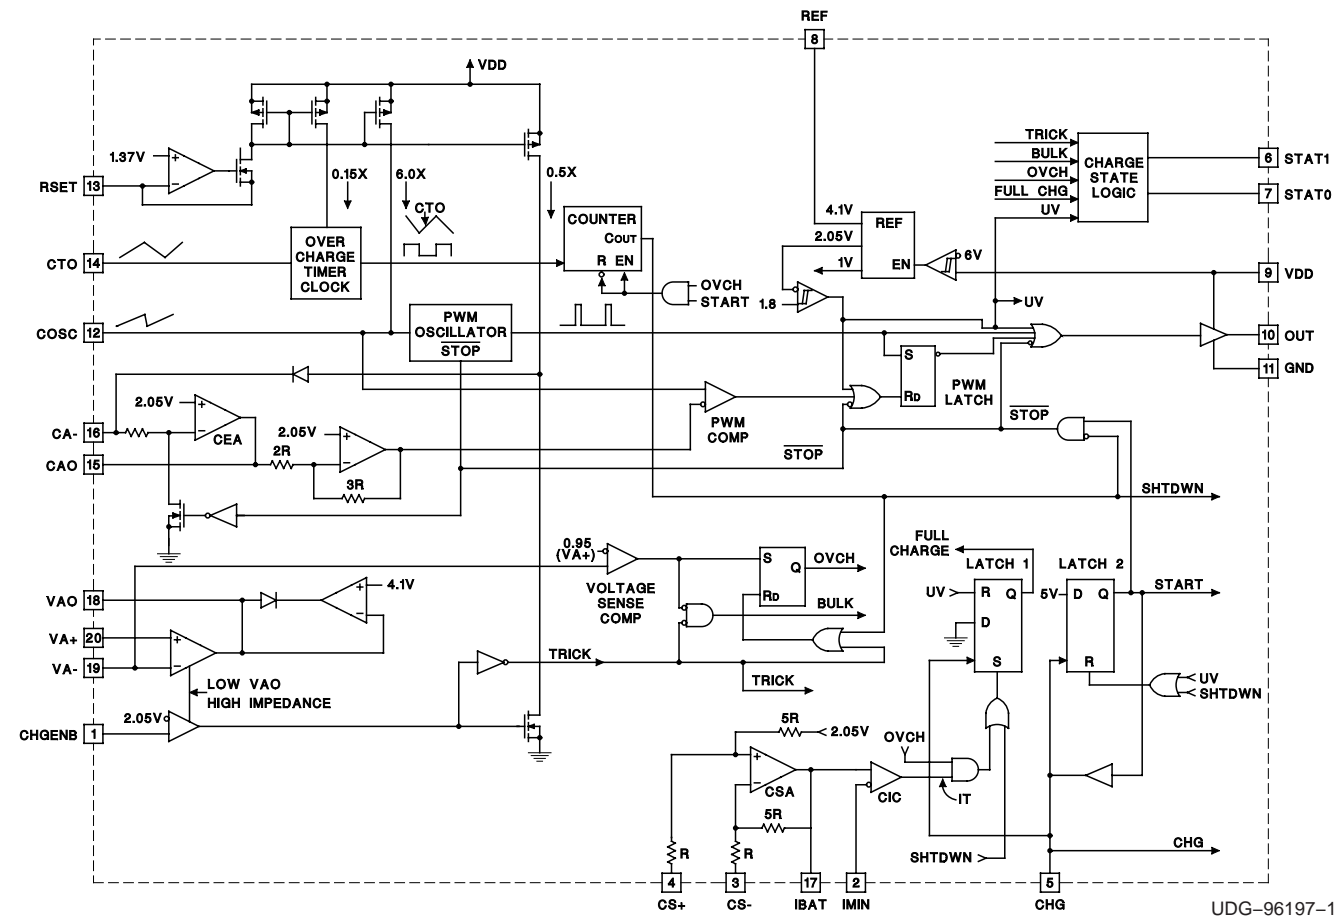 REF
8
VDD
1.37V
RSET 13
0.15X
6.0X
0.5X
CTO
COUNTER
COUT
R EN
OVER
CHARGE
TIMER
CLOCK
CTO 14
OVCH
START
4.1V
2.05V
1V
REF
EN
6V
1.8
TRICK
BULK
OVCH
FULL CHG
UV
CHARGE
STATE
LOGIC
6 STAT1
7 STAT0
9 VDD
UV
COSC 12
PWM
OSCILLATOR
STOP
10 OUT
11 GND
S
RD
PWM
LATCH
2.05V
CEA
CA- 16
CAO 15
2R
2.05V
3R
PWM
COMP
STOP
STOP
SHTDWN
0.95
(VA+)
VOLTAGE
SENSE
COMP
S
Q
RD
OVCH
BULK
FULL
CHARGE
LATCH 1
UV
R Q
D
S
LATCH 2
5V
D Q
R
START
UV
SHTDWN
VAO 18
4.1V
VA+ 20
VA- 19
LOW VAO
HIGH IMPEDANCE
TRICK
TRICK
2.05V
CHGENB 1
5R
2.05V
CSA
5R
CIC
OVCH
IT
R
R
SHTDWN
CHG
4
CS+
3
CS-
17
IBAT
2
IMIN
5
CHG
UDG–96197–1